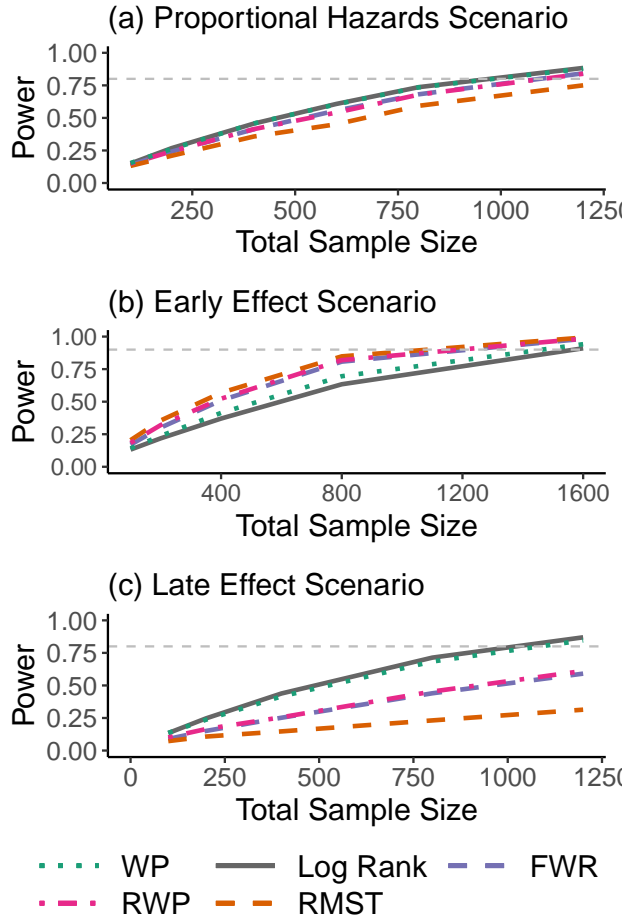 (a) Proportional Hazards Scenario
1.00
0.75
0.50
0.25
0.00
Power
250 500 750 1000 1250
Total Sample Size
(b) Early Effect Scenario
1.00
0.75
0.50
0.25
0.00
Power
400 800 1200 1600
Total Sample Size
(c) Late Effect Scenario
1.00
0.75
0.50
0.25
0.00
Power
0 250 500 750 1000 1250
Total Sample Size
WP Log Rank FWR
RWP RMST